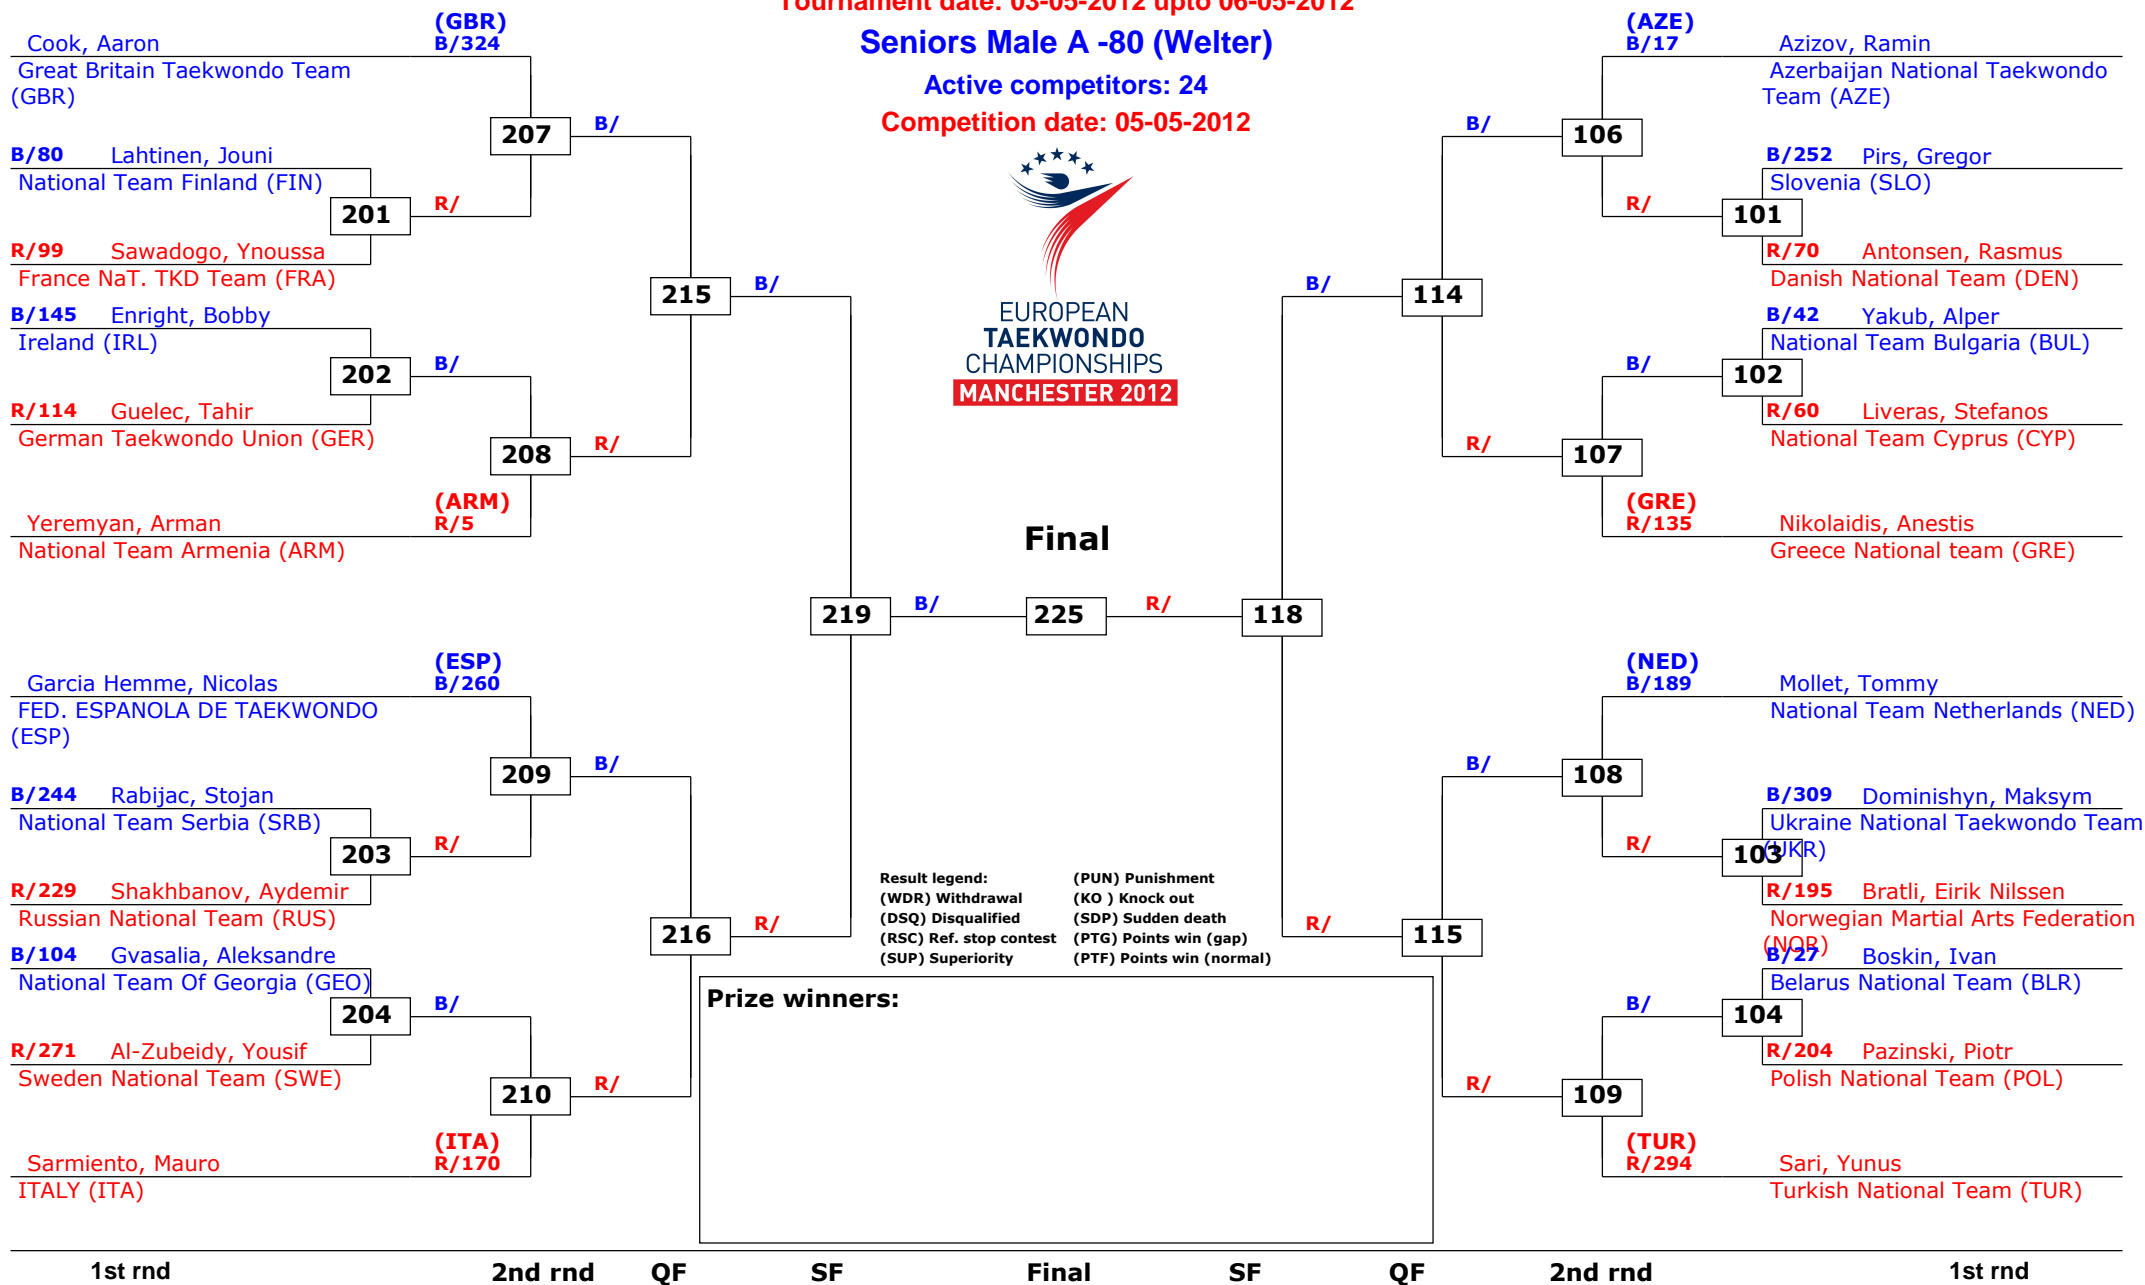 Tournament date: 03-05-2012 upto 06-05-2012
Seniors Male A -80 (Welter)
Active competitors: 24
Competition date: 05-05-2012
EUROPEAN
TAEKWONDO
CHAMPIONSHIPS
MANCHESTER 2012
(GBR)
Cook, Aaron B/324
Great Britain Taekwondo Team
(GBR)
207 B/
B/80 Lahtinen, Jouni
National Team Finland (FIN)
201 R/
R/99 Sawadogo, Ynoussa
France NaT. TKD Team (FRA)
215 B/
B/145 Enright, Bobby
Ireland (IRL)
202 B/
R/114 Guelec, Tahir
German Taekwondo Union (GER)
208 R/
(ARM)
Yeremyan, Arman R/5
National Team Armenia (ARM)
219 B/
(ESP)
Garcia Hemme, Nicolas B/260
FED. ESPANOLA DE TAEKWONDO
(ESP)
209 B/
B/244 Rabijac, Stojan
National Team Serbia (SRB)
203 R/
R/229 Shakhbanov, Aydemir
Russian National Team (RUS)
216 R/
B/104 Gvasalia, Aleksandre
National Team Of Georgia (GEO)
204 B/
R/271 Al-Zubeidy, Yousif
Sweden National Team (SWE)
210 R/
(ITA)
Sarmiento, Mauro R/170
ITALY (ITA)
Final
225
(AZE)
B/17 Azizov, Ramin
Azerbaijan National Taekwondo
Team (AZE)
B/ 106
B/252 Pirs, Gregor
Slovenia (SLO)
R/ 101
R/70 Antonsen, Rasmus
Danish National Team (DEN)
B/ 114
B/42 Yakub, Alper
National Team Bulgaria (BUL)
B/ 102
R/60 Liveras, Stefanos
National Team Cyprus (CYP)
R/ 107
(GRE)
R/135 Nikolaidis, Anestis
Greece National team (GRE)
R/ 118
(NED)
B/189 Mollet, Tommy
National Team Netherlands (NED)
B/ 108
B/309 Dominishyn, Maksym
Ukraine National Taekwondo Team
(UKR)
R/ 103
R/195 Bratli, Eirik Nilssen
Norwegian Martial Arts Federation
(NOR)
R/ 115
B/27 Boskin, Ivan
Belarus National Team (BLR)
B/ 104
R/204 Pazinski, Piotr
Polish National Team (POL)
R/ 109
(TUR)
R/294 Sari, Yunus
Turkish National Team (TUR)
Result legend: (PUN) Punishment
(WDR) Withdrawal (KO ) Knock out
(DSQ) Disqualified (SDP) Sudden death
(RSC) Ref. stop contest (PTG) Points win (gap)
(SUP) Superiority (PTF) Points win (normal)
Prize winners:
1st rnd 2nd rnd QF SF Final SF QF 2nd rnd 1st rnd